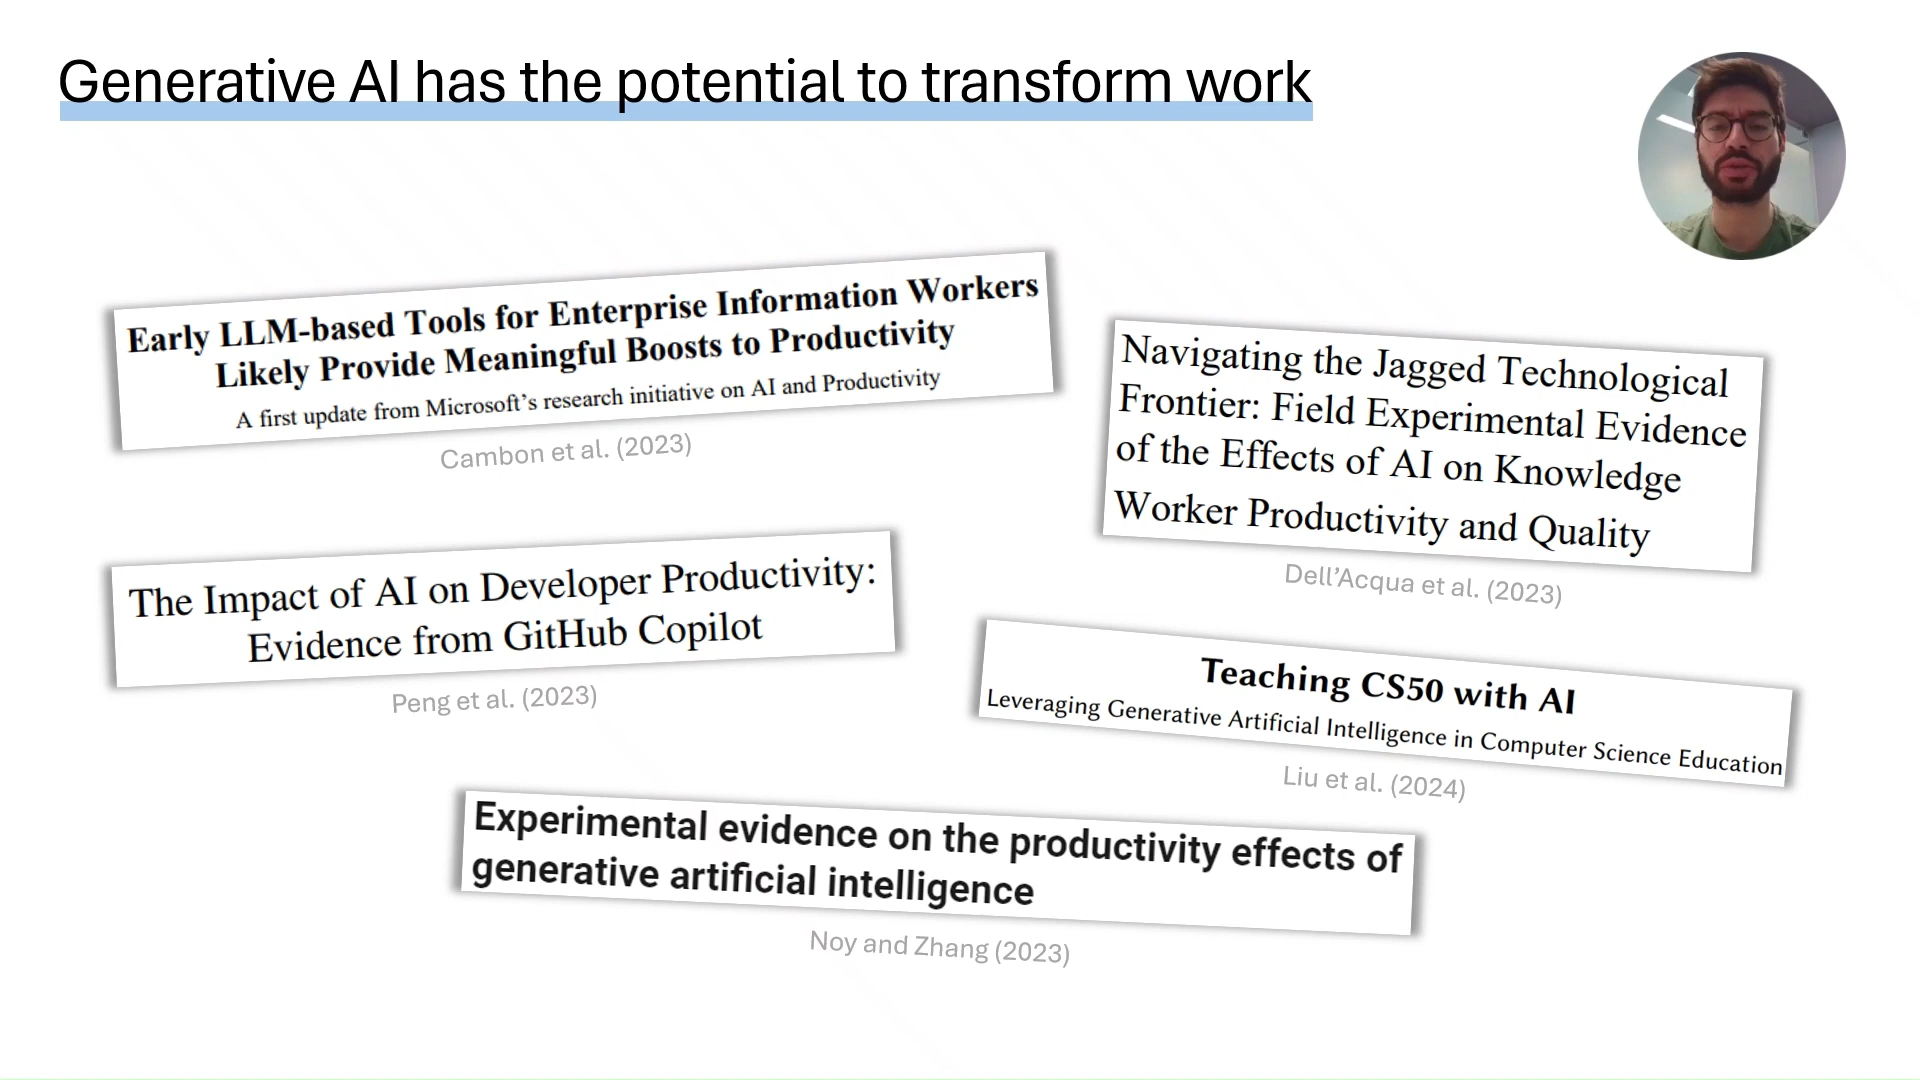 Generative AI has the potential to transform work
Early LLM-based Tools for Enterprise Information Workers
Likely Provide Meaningful Boosts to Productivity
A first update from Microsoft's research initiative on AI and Productivity
Cambon et al. (2023)
Navigating the Jagged Technological
Frontier: Field Experimental Evidence
of the Effects of AI on Knowledge
Worker Productivity and Quality
Dell’Acqua et al. (2023)
The Impact of AI on Developer Productivity:
Evidence from GitHub Copilot
Peng et al. (2023)
Teaching CS50 with AI
Leveraging Generative Artificial Intelligence in Computer Science Education
Liu et al. (2024)
Experimental evidence on the productivity effects of
generative artificial intelligence
Noy and Zhang (2023)